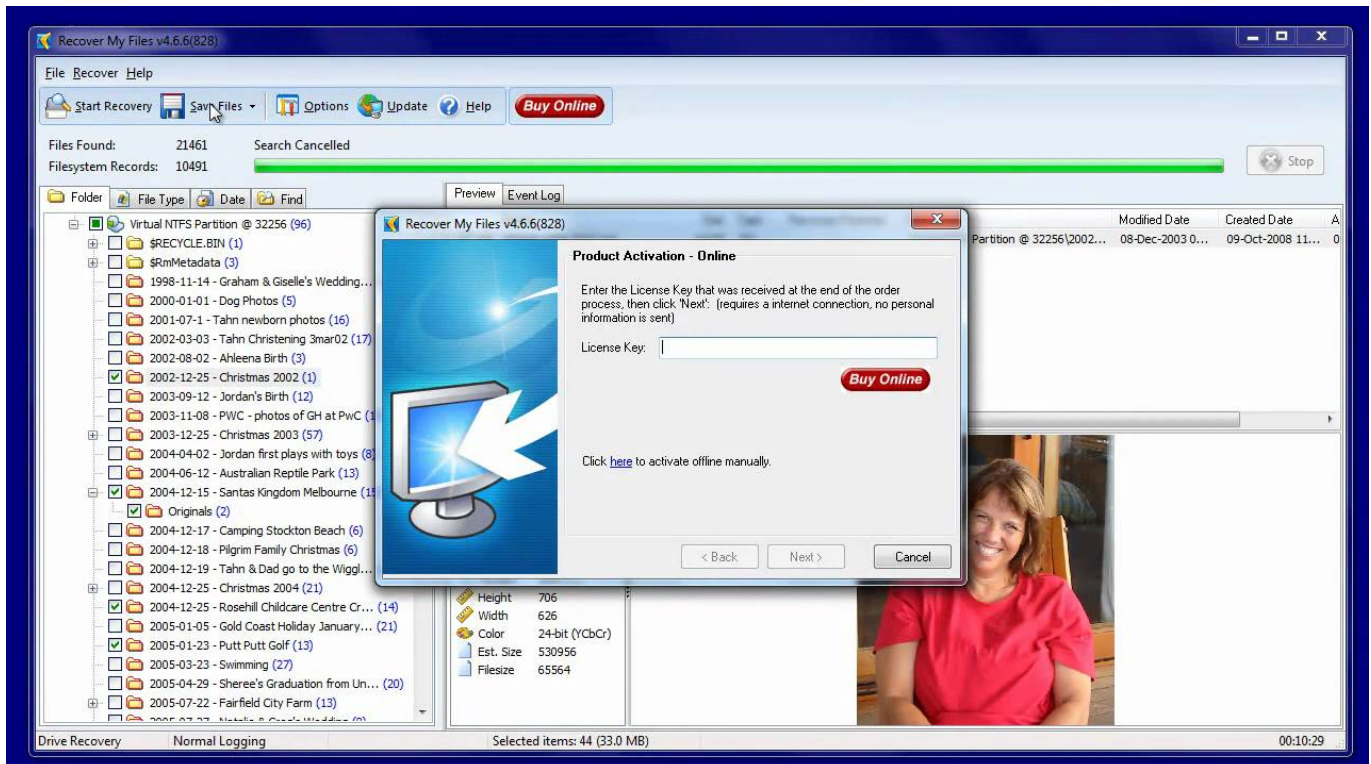 Recover My Files v4.6.6(828)
File Recover Help
Start Recovery Save Files Options Update Help Buy Online
Files Found: 21461 Search Cancelled
Filesystem Records: 10491
Stop
Folder File Type Date Find
Preview Event Log
Virtual NTFS Partition @ 32256 (96)
$RECYCLE.BIN (1)
$RmMetadata (3)
1998-11-14 - Graham & Giselle's Wedding...
2000-01-01 - Dog Photos (5)
2001-07-1 - Tahn newborn photos (16)
2002-03-03 - Tahn Christening 3mar02 (17)
2002-08-02 - Ahleena Birth (3)
2002-12-25 - Christmas 2002 (1)
2003-09-12 - Jordan's Birth (12)
2003-11-08 - PWC - photos of GH at PwC (1
2003-12-25 - Christmas 2003 (57)
2004-04-02 - Jordan first plays with toys (8)
2004-06-12 - Australian Reptile Park (13)
2004-12-15 - Santas Kingdom Melbourne (15
Originals (2)
2004-12-17 - Camping Stockton Beach (6)
2004-12-18 - Pilgrim Family Christmas (6)
2004-12-19 - Tahn & Dad go to the Wiggl...
2004-12-25 - Christmas 2004 (21)
2004-12-25 - Rosehill Childcare Centre Cr... (14)
2005-01-05 - Gold Coast Holiday January... (21)
2005-01-23 - Putt Putt Golf (13)
2005-03-23 - Swimming (27)
2005-04-29 - Sheree's Graduation from Un... (20)
2005-07-22 - Fairfield City Farm (13)
Modified Date Created Date A
Partition @ 32256\2002... 08-Dec-2003 0... 09-Oct-2008 11... 0
Recover My Files v4.6.6(828)
Product Activation - Online
Enter the License Key that was received at the end of the order
process, then click 'Next': (requires a internet connection, no personal
information is sent)
License Key:
Buy Online
Click here to activate offline manually.
< Back Next > Cancel
Height 706
Width 626
Color 24-bit (YCbCr)
Est. Size 530956
Filesize 65564
Drive Recovery Normal Logging Selected items: 44 (33.0 MB) 00:10:29